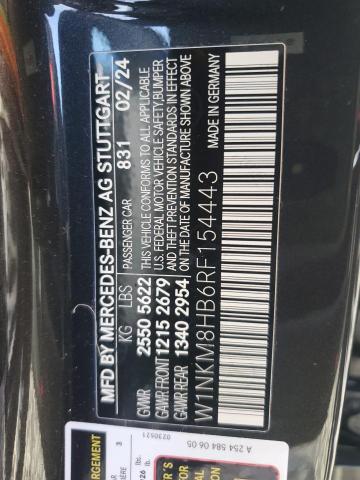 MFD BY MERCEDES-BENZ AG STUTTGART
KG LBS PASSENGER CAR 831 02/24
GVWR 2550 5622 THIS VEHICLE CONFORMS TO ALL APPLICABLE
GAWR FRONT 1215 2679 U.S. FEDERAL MOTOR VEHICLE SAFETY, BUMPER
GAWR REAR 1340 2954 AND THEFT PREVENTION STANDARDS IN EFFECT
ON THE DATE OF MANUFACTURE SHOWN ABOVE
MADE IN GERMANY
W1NKM8HB6RF154443
A 254 584 06 05
0230521